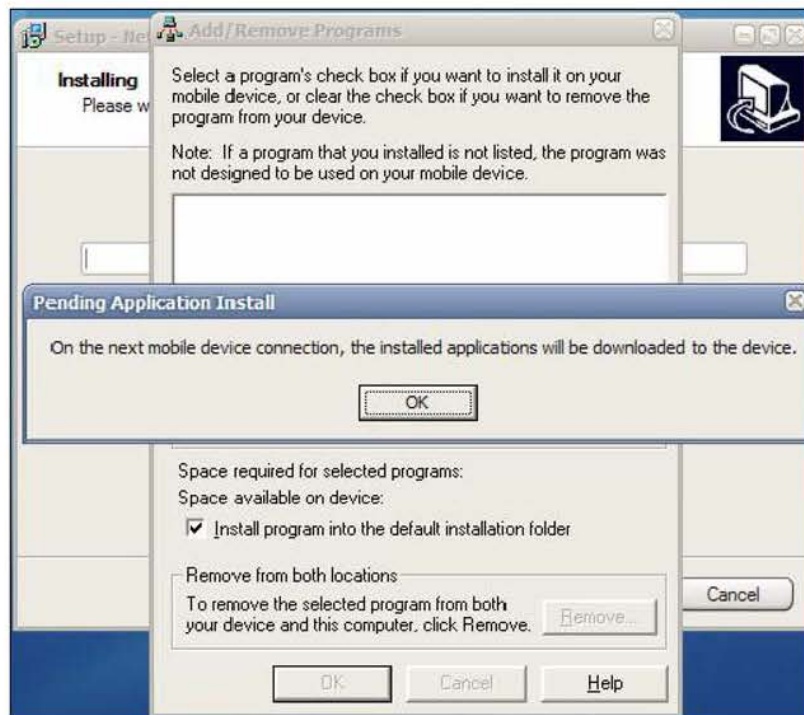 Setup - Ne
Add/Remove Programs
Installing
Please w
Select a program's check box if you want to install it on your
mobile device, or clear the check box if you want to remove the
program from your device.
Note: If a program that you installed is not listed, the program was
not designed to be used on your mobile device.
Pending Application Install
On the next mobile device connection, the installed applications will be downloaded to the device.
OK
Space required for selected programs:
Space available on device:
Install program into the default installation folder
Remove from both locations
To remove the selected program from both
your device and this computer, click Remove.
Remove...
Cancel
OK
Cancel
Help